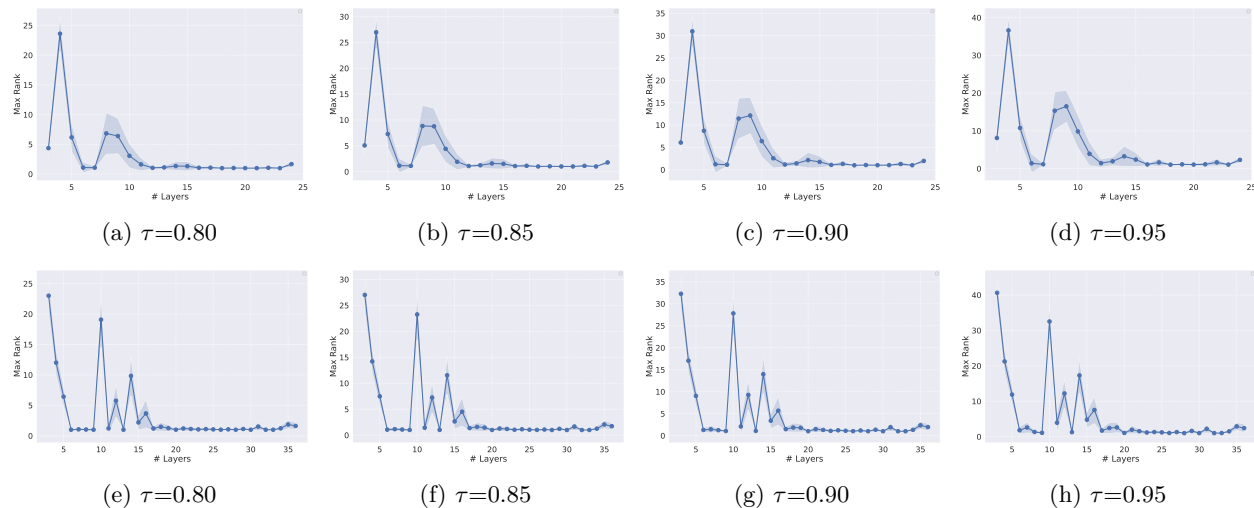 25
20
15
10
5
0
Max Rank
5 10 15 20 25
# Layers
(a) τ=0.80
30
25
20
15
10
5
0
Max Rank
5 10 15 20 25
# Layers
(b) τ=0.85
35
30
25
20
15
10
5
0
Max Rank
5 10 15 20 25
# Layers
(c) τ=0.90
40
30
20
10
0
Max Rank
5 10 15 20 25
# Layers
(d) τ=0.95
25
20
15
10
5
0
Max Rank
5 10 15 20 25 30 35
# Layers
(e) τ=0.80
30
25
20
15
10
5
0
Max Rank
5 10 15 20 25 30 35
# Layers
(f) τ=0.85
35
30
25
20
15
10
5
0
Max Rank
5 10 15 20 25 30 35
# Layers
(g) τ=0.90
40
30
20
10
0
Max Rank
5 10 15 20 25 30 35
# Layers
(h) τ=0.95